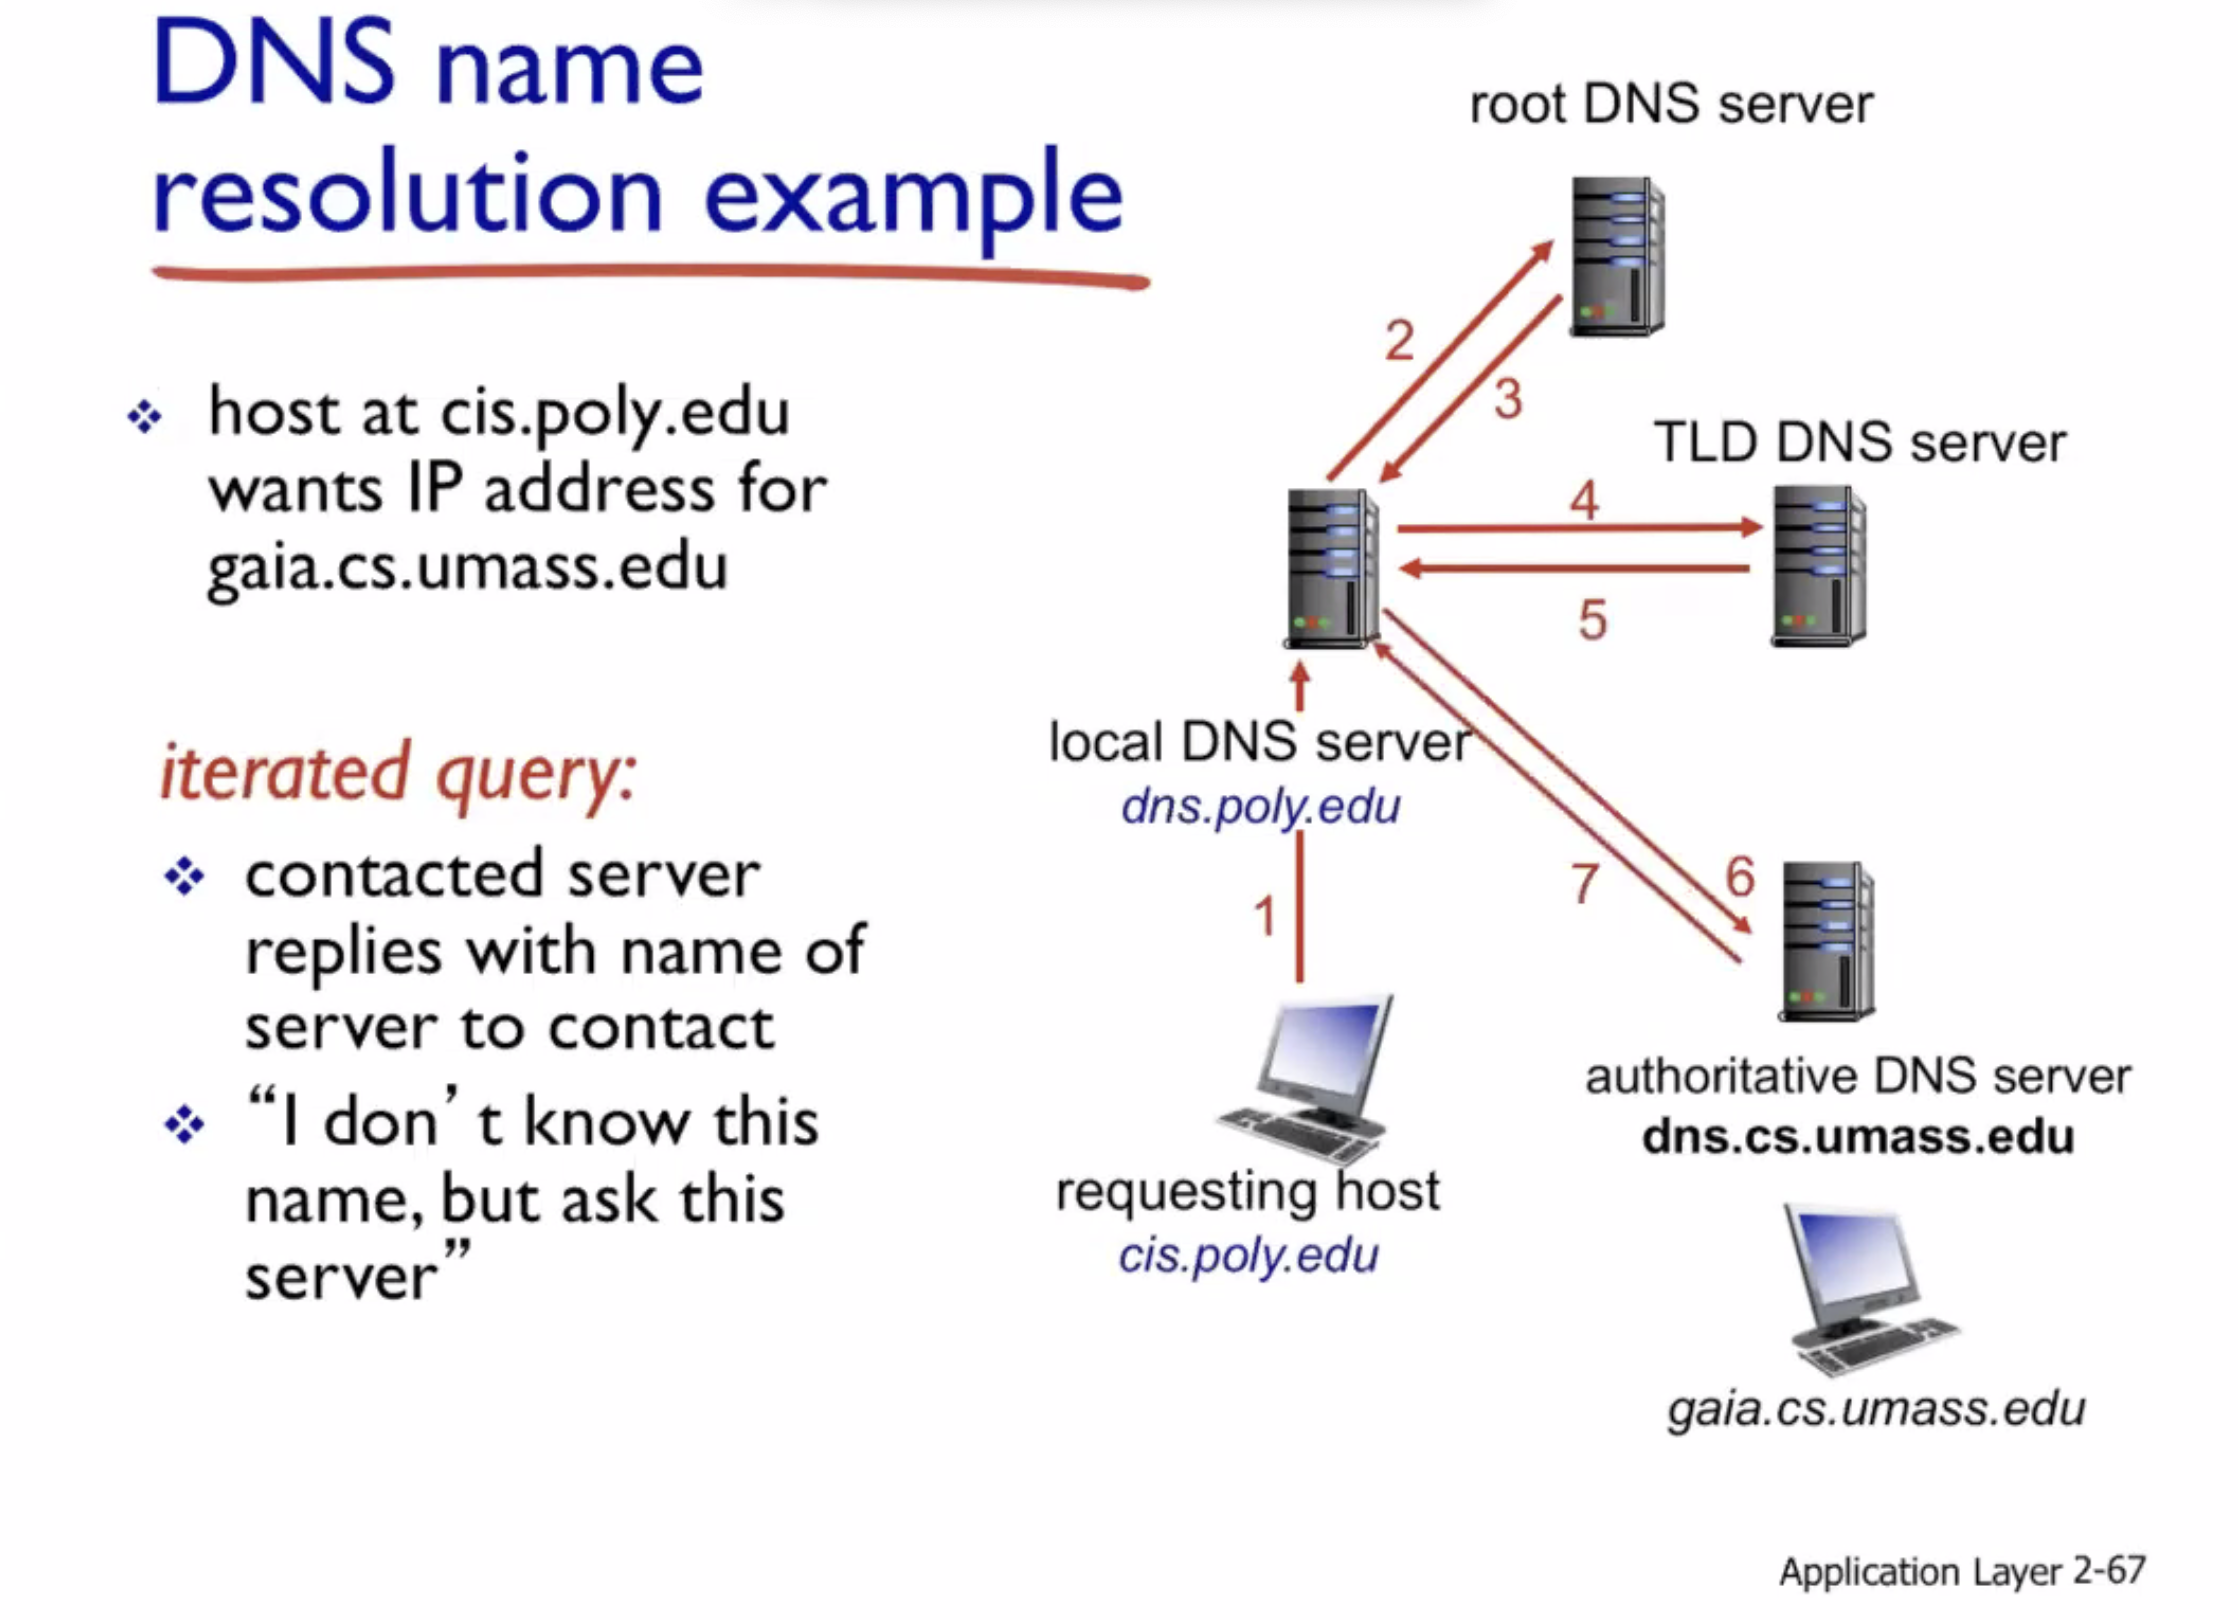 DNS name
resolution example
host at cis.poly.edu
wants IP address for
gaia.cs.umass.edu
iterated query:
contacted server
replies with name of
server to contact
“I don’t know this
name, but ask this
server”
root DNS server
2
3
TLD DNS server
4
5
local DNS server
dns.poly.edu
1
7
6
requesting host
cis.poly.edu
authoritative DNS server
dns.cs.umass.edu
gaia.cs.umass.edu
Application Layer 2-67